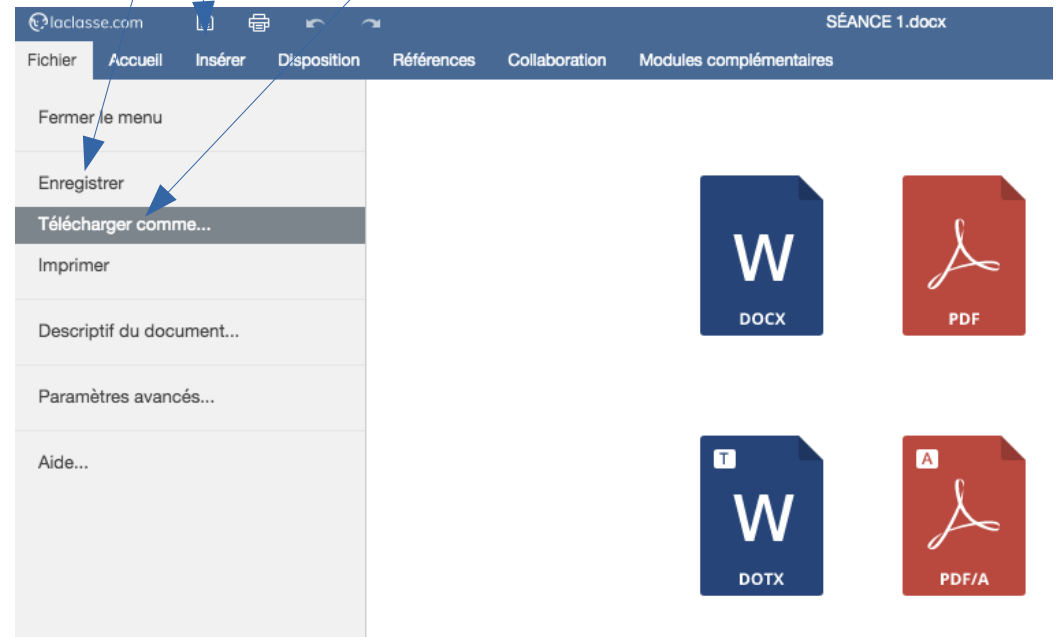 laclasse.com
SÉANCE 1.docx
Fichier Accueil Insérer Disposition Références Collaboration Modules complémentaires
Fermer le menu
Enregistrer
Télécharger comme...
Imprimer
Descriptif du document...
Paramètres avancés...
Aide...
W
DOCX
PDF
T
W
DOTX
A
PDF/A